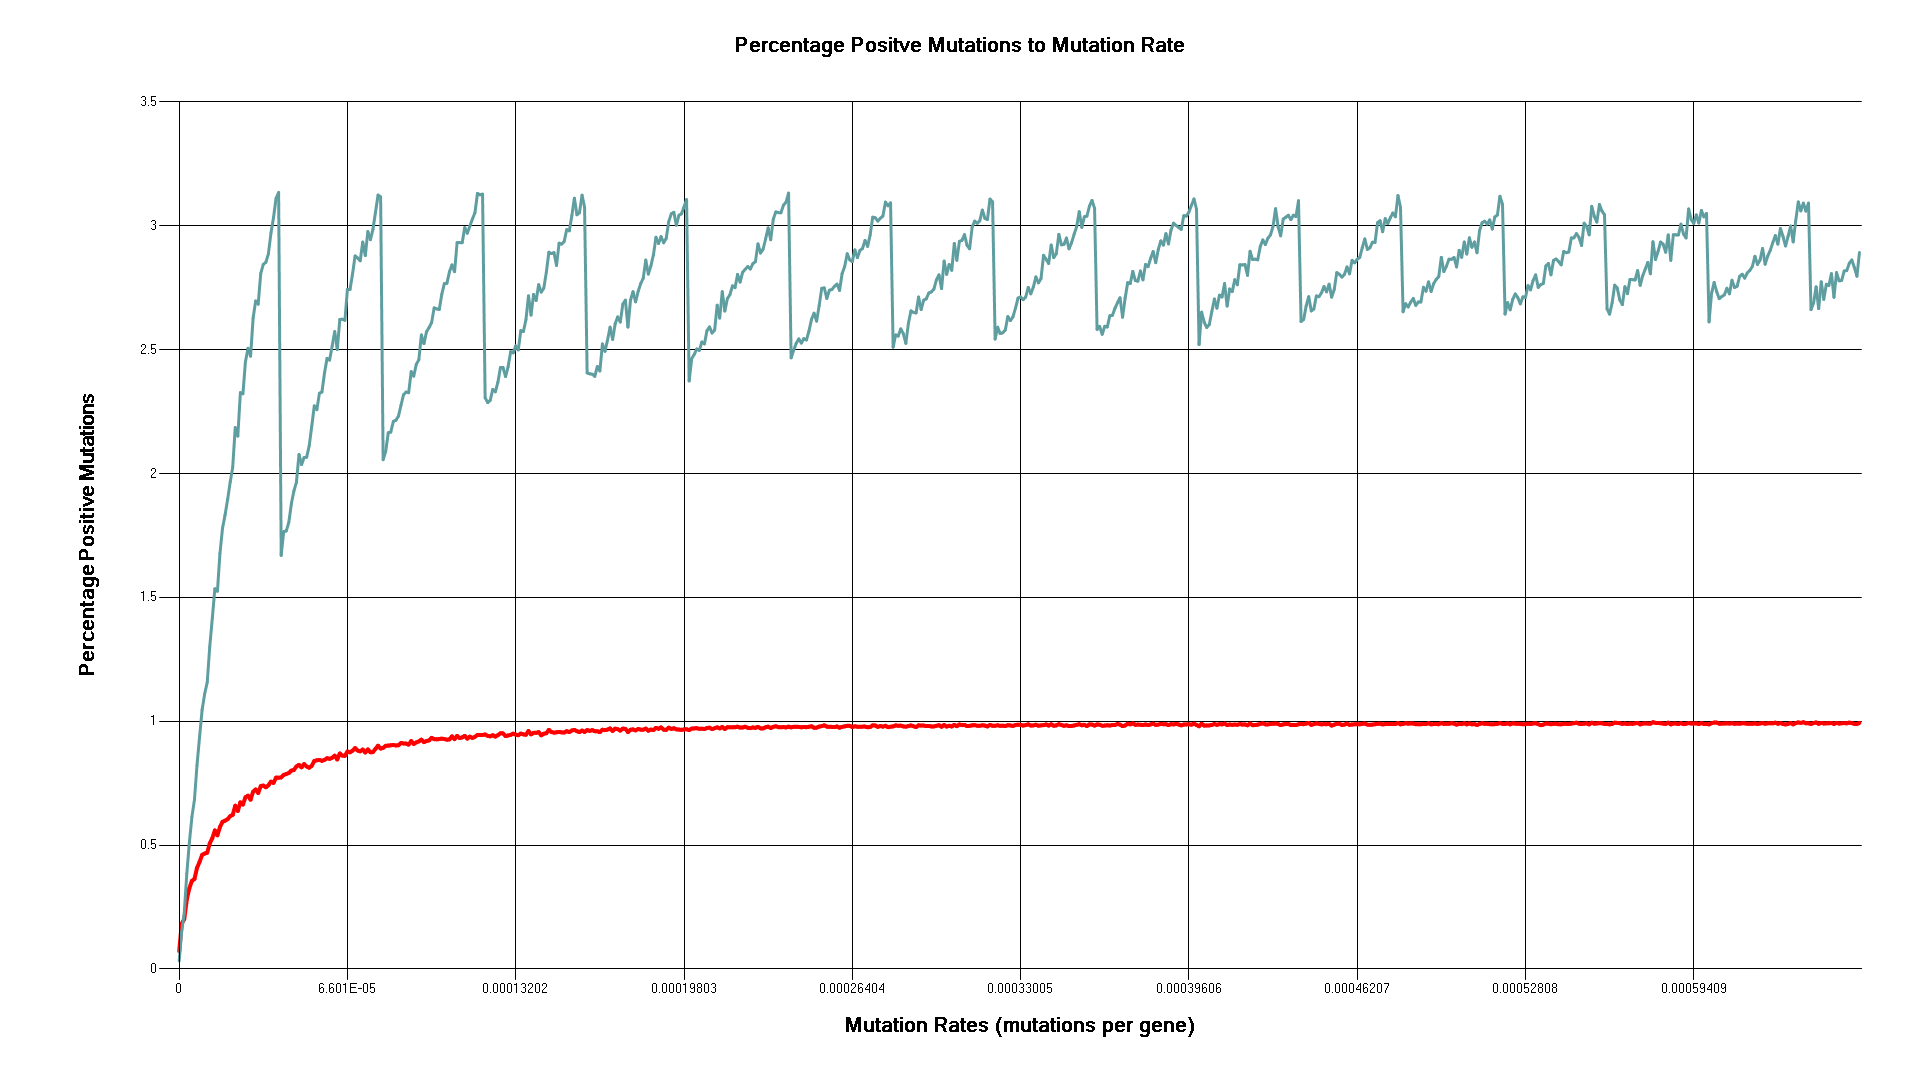 Percentage Positve Mutations to Mutation Rate
3.5
3
2.5
2
1.5
1
0.5
0
Percentage Positive Mutations
0 6.601E-05 0.00013202 0.00019803 0.00026404 0.00033005 0.00039606 0.00046207 0.00052808 0.00059409
Mutation Rates (mutations per gene)